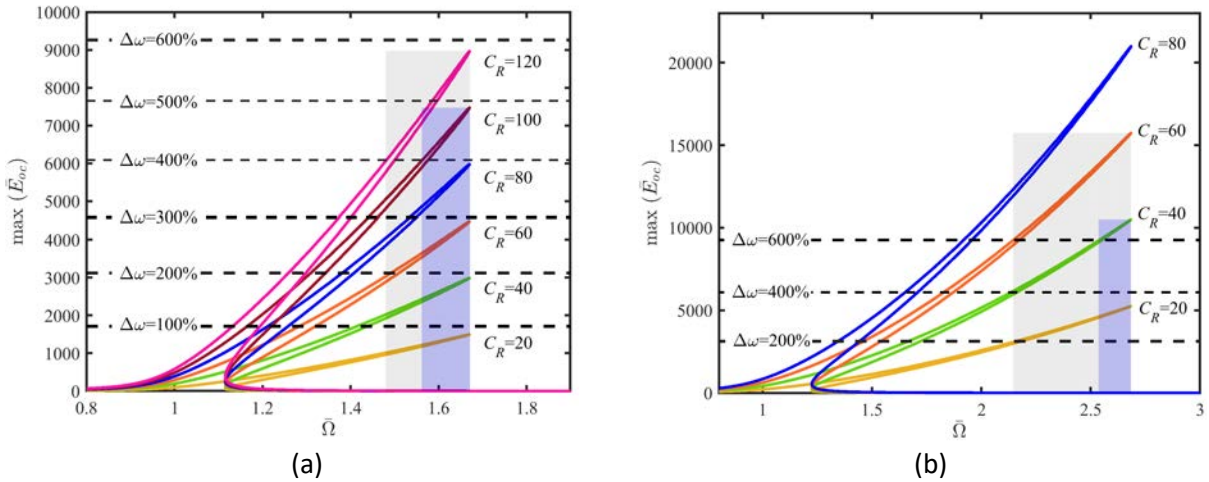 10000
9000
8000
7000
6000
5000
4000
3000
2000
1000
0
max (Ē_oc.)
Δω=600%
Δω=500%
Δω=400%
Δω=300%
Δω=200%
Δω=100%
C_R=120
C_R=100
C_R=80
C_R=60
C_R=40
C_R=20
0.8 1 1.2 1.4 1.6 1.8
Ω̄
(a)
20000
15000
10000
5000
0
max (Ē_oc.)
Δω=600%
Δω=400%
Δω=200%
C_R=80
C_R=60
C_R=40
C_R=20
1 1.5 2 2.5 3
Ω̄
(b)